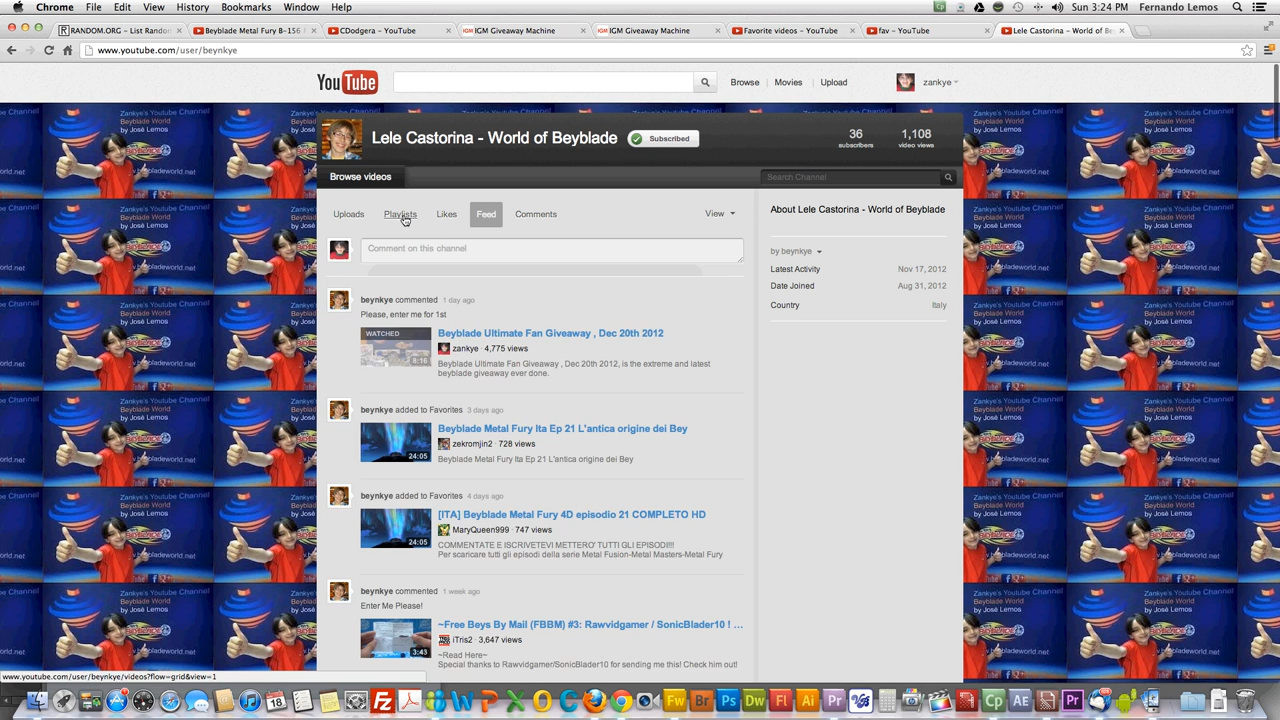 Chrome File Edit View History Bookmarks Window Help Sun 3:24 PM Fernando Lemos
RANDOM.ORG - List Random
Beyblade Metal Fury B-156
CDodgera - YouTube
IGM Giveaway Machine
IGM Giveaway Machine
Favorite videos - YouTube
fav - YouTube
Lele Castorina - World of Be
www.youtube.com/user/beynkye
YouTube
Browse Movies Upload zankye
Lele Castorina - World of Beyblade Subscribed
36 subscribers
1,108 video views
Browse videos
Search Channel
Uploads Playlists Likes Feed Comments View
About Lele Castorina - World of Beyblade
Comment on this channel
by beynkye
Latest Activity Nov 17, 2012
Date Joined Aug 31, 2012
Country Italy
beynkye commented 1 day ago
Please, enter me for 1st
WATCHED
8:16
Beyblade Ultimate Fan Giveaway , Dec 20th 2012
zankye · 4,775 views
Beyblade Ultimate Fan Giveaway , Dec 20th 2012, is the extreme and latest
beyblade giveaway ever done.
beynkye added to Favorites 3 days ago
Beyblade Metal Fury Ita Ep 21 L'antica origine dei Bey
24:05
zekromjin2 · 728 views
Beyblade Metal Fury Ita Ep 21 L'antica origine dei Bey
beynkye added to Favorites 4 days ago
[ITA] Beyblade Metal Fury 4D episodio 21 COMPLETO HD
24:05
MaryQueen999 · 747 views
COMMENTATE E ISCRIVETEVI METTERO' TUTTI GLI EPISODI!!!!
Per scaricare tutti gli episodi della serie Metal Fusion-Metal Masters-Metal Fury
beynkye commented 1 week ago
Enter Me Please!
~Free Beys By Mail (FBBM) #3: Rawvidgamer / SonicBlader10 ! ...
3:43
iTris2 · 3,647 views
~Read Here~
Special thanks to Rawvidgamer/SonicBlader10 for sending me this! Check him out!
Zankye's Youtube Channel
Beyblade World
by José Lemos
www.youtube.com/user/beynkye/videos?flow=grid&view=1